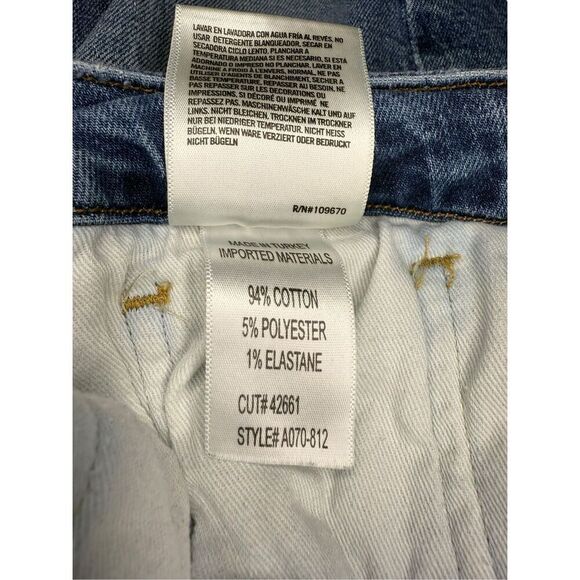 LAVAR EN LAVADORA CON AGUA FRÍA AL REVÉS. NO
USAR DETERGENTE BLANQUEADOR, SECAR EN
SECADORA CICLO LENTO, PLANCHAR A
TEMPERATURA MEDIANA SI ES NECESARIO, SI ESTÁ
ADORNADO O IMPRESO NO PLANCHAR. LAVER EN
MACHINE A FROID À L'ENVERS, NORMAL, NE PAS
UTILISER D'AGENTS DE BLANCHIMENT, SÉCHER A
BASSE TEMPÉRATURE, REPASSER AU BESOIN, NE
PAS REPASSER SUR LES DÉCORATIONS OU
IMPRESSIONS. SI DÉCORÉ OU IMPRIMÉ NE
REPASSEZ PAS. MASCHINENWÄSCHE KALT UND AUF
LINKS. NICHT BLEICHEN, TROCKNEN IM TROCKNER
NUR BEI NIEDRIGER TEMPERATUR. NICHT HEISS
BÜGELN. WENN WARE VERZIERT ODER BEDRUCKT
NICHT BÜGELN
R/N#109670
MADE IN TURKEY
IMPORTED MATERIALS
94% COTTON
5% POLYESTER
1% ELASTANE
CUT# 42661
STYLE# A070-812